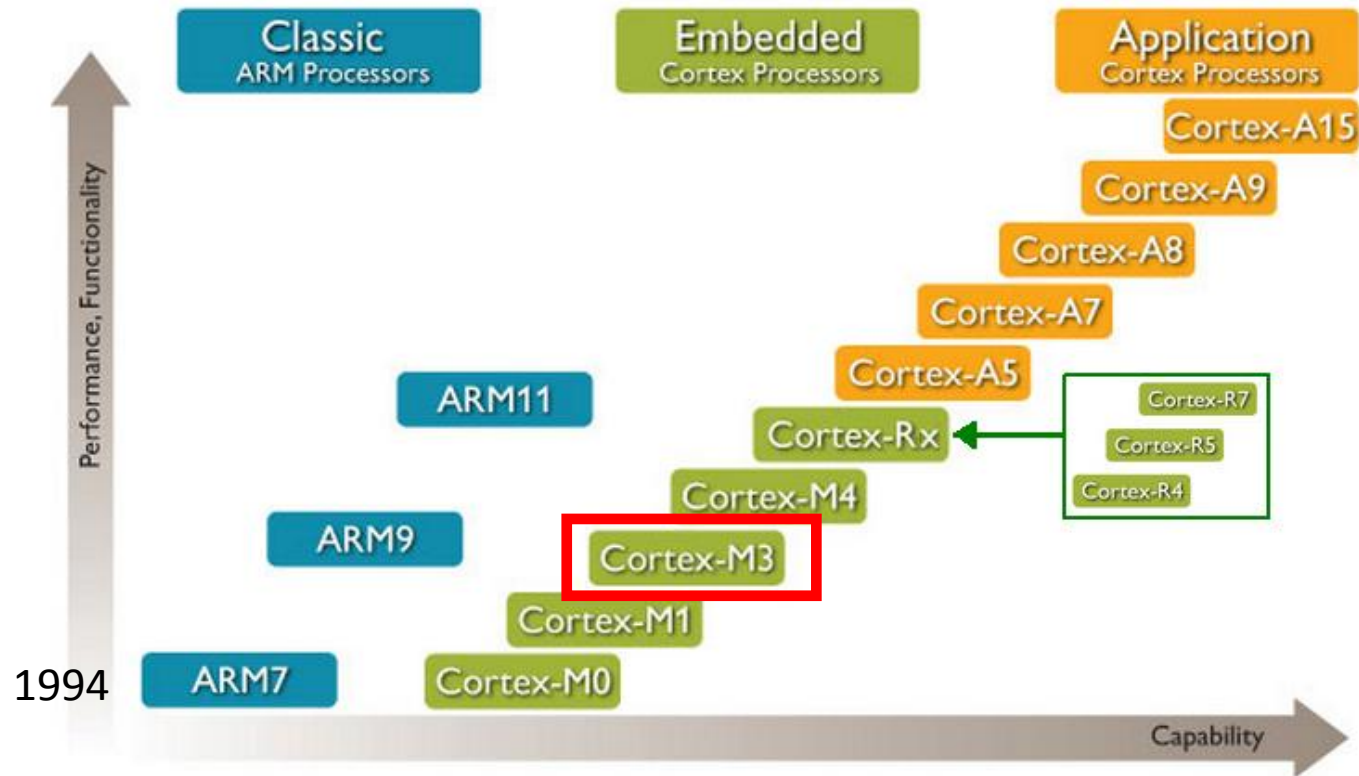 Classic
ARM Processors
Embedded
Cortex Processors
Application
Cortex Processors
Cortex-A15
Cortex-A9
Cortex-A8
Cortex-A7
Cortex-A5
Performance, Functionality
ARM11
Cortex-Rx
Cortex-R7
Cortex-R5
Cortex-R4
Cortex-M4
ARM9
Cortex-M3
Cortex-M1
1994
ARM7
Cortex-M0
Capability